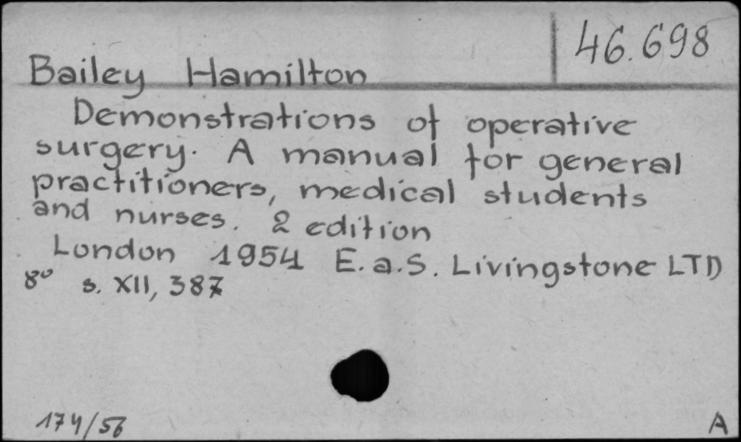 46.698
Bailey Hamilton
Demonstrations of operative
surgery. A manual for general
practitioners, medical students
and nurses. 2 edition
London 1954 E.a.S. Livingstone LTD
8° s. XII, 387
174/56
A